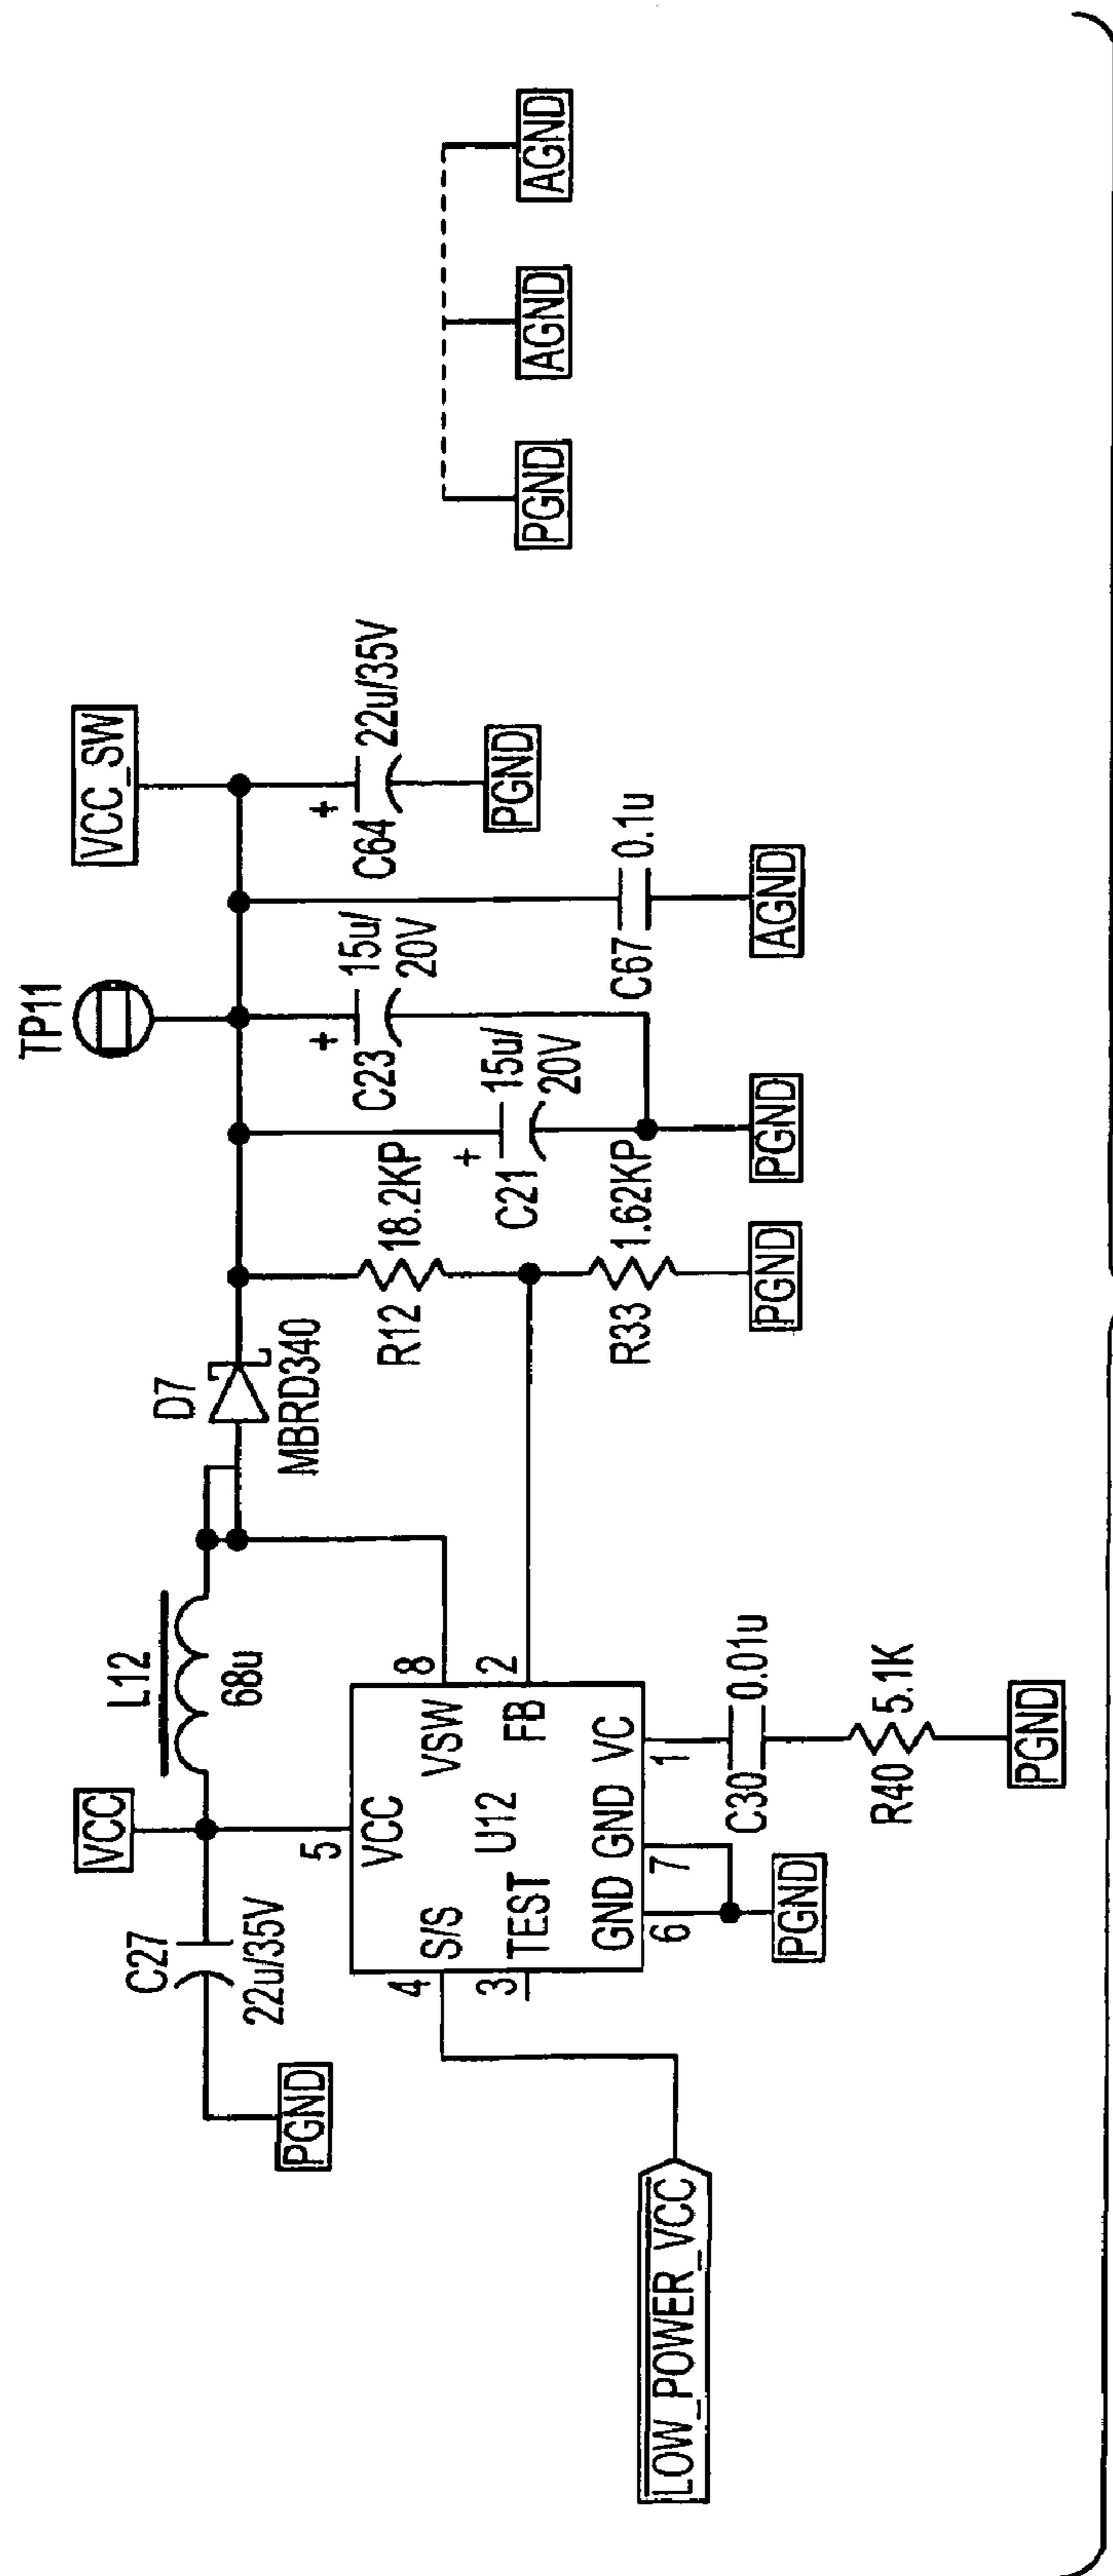 TP11
VCC_SW
VCC
L12
68u
D7
MBRD340
C27
22u/35V
PGND
R12
18.2KP
C21
15u/
20V
C23
15u/
20V
C67
0.1u
AGND
C64
22u/35V
PGND
PGND
AGND
AGND
R33
1.62KP
PGND
PGND
5
VCC
4
S/S
3
TEST
U12
VSW
8
FB
2
GND
GND
VC
6
7
1
PGND
C30
0.01u
R40
5.1K
PGND
LOW_POWER_VCC